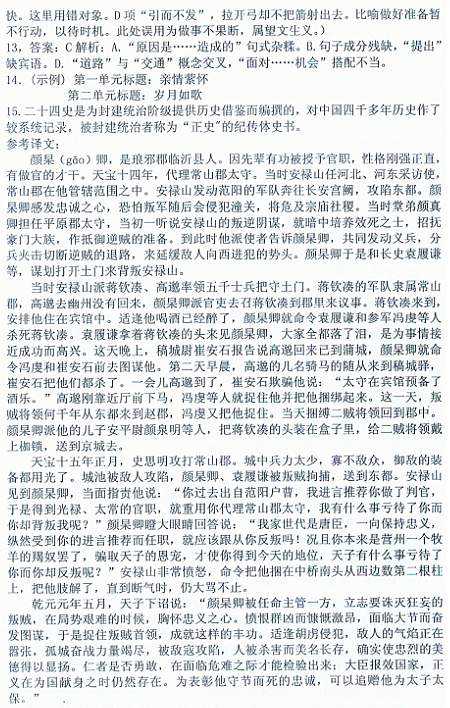 快。这里用错对象。D项“引而不发”，拉开弓却不把箭射出去。比喻做好准备暂
不行动，以待时机。此处误用为做事不果断，属望文生义。）
13，答案：C解析：A.“原因是……造成的”句式杂糅。B.句子成分残缺，“提出”
缺宾语。D.“道路”与“交通”概念交叉，“面对……机会”搭配不当。
14.（示例）第一单元标题：亲情萦怀
第二单元标题：岁月如歌
15.二十四史是为封建统治阶级提供历史借鉴而编撰的，对中国四千多年历史作了
较系统记录，被封建统治者称为“正史”的纪传体史书。
参考译文：
颜杲（gǎo）卿，是琅邪郡临沂县人。因先辈有功被授予官职，性格刚强正直，
有做官的才干。天宝十四年，代理常山郡太守。当时安禄山任河北、河东采访使，
常山郡在他管辖范围之中。安禄山发动范阳的军队奔往长安宫阙，攻陷东都。颜
杲卿感发忠诚之心，恐怕叛军随后会侵犯潼关，将危及宗庙社稷。当时堂弟颜真
卿担任平原郡太守，当初一听说安禄山的叛逆阴谋，就暗中培养效死之士，招抚
豪门大族，作抵御逆贼的准备。到此时他派使者告诉颜杲卿，共同发动义兵，分
兵夹击切断逆贼的退路，来延缓敌人向西进犯的势头。颜杲卿于是和长史袁履谦
等，谋划打开土门来背叛安禄山。
当时安禄山派蒋钦凑、高邈率领五千士兵把守土门。蒋钦凑的军队隶属常山
郡，高邈去幽州没有回来，颜杲卿派官吏去召蒋钦凑到郡里来议事。蒋钦凑来到，
安排他住在宾馆中。适逢他喝酒已经醉了，颜杲卿就命令袁履谦和参军冯虔等人
杀死蒋钦凑。袁履谦拿着蒋钦凑的头来见颜杲卿，大家全都落了泪，是为事情接
近成功而高兴。这天晚上，稿城尉崔安石报告说高邈回来已到蒲城，颜杲卿就命
令冯虔和崔安石前去图谋他。第二天早晨，高邈的几名骑马的随从来到稿城驿，
崔安石把他们都杀了。一会儿高邈到了，崔安石欺骗他说：“太守在宾馆预备了
酒乐。”高邈刚靠近厅前下马，冯虔等人就捉住他并把他捆绑起来。这一天，叛
贼将领何千年从东都来到赵郡，冯虔又把他捉住。当天捆缚二贼将领回到郡中。
颜杲卿派他的儿子安平尉颜泉明等人，把蒋钦凑的头装在盒子里，给二贼将领戴
上枷锁，送到京城去。
天宝十五年正月，史思明攻打常山郡。城中兵力太少，寡不敌众，御敌的装
备都用光了。城池被敌人攻陷，颜杲卿、袁履谦被叛贼拘捕，送到东都。安禄山
见到颜杲卿，当面指责他说：“你过去出自范阳户曹，我进言推荐你做了判官，
于是得到光禄、太常的官职，就重用你代理常山郡太守，我有什么事亏待了你而
你却背叛我呢？”颜杲卿瞪大眼睛回答说：“我家世代是唐臣，一向保持忠义，
纵然受到你的进言推荐而任职，就应该跟从你反叛吗！况且你本来是营州一个牧
羊的羯奴罢了，骗取天子的恩宠，才使你得到今天的地位，天子有什么事亏待了
你而你却反叛呢？”安禄山非常愤怒，命令把他捆在中桥南头从西边数第二根柱
上，把他肢解了，直到断气时，仍大骂不止。
乾元元年五月，天子下诏说：“颜杲卿被任命主管一方，立志要诛灭狂妄的
叛贼，在局势艰难的时候，胸怀忠义之心。愤恨群凶而慷慨激昂，面临大节而奋
发图谋，于是捉住叛贼首领，成就这样的丰功。适逢胡虏侵犯，敌人的气焰正在
嚣张，孤城奋战力量竭尽，被敌寇攻陷，人被杀害而美名长存，确实使忠烈的美
德得以显扬。仁者是否勇敢，在面临危难之际才能检验出来；大臣报效国家，正
义在为国献身之时仍然存在。为表彰他守节而死的忠诚，可以追赠他为太子太
保。”